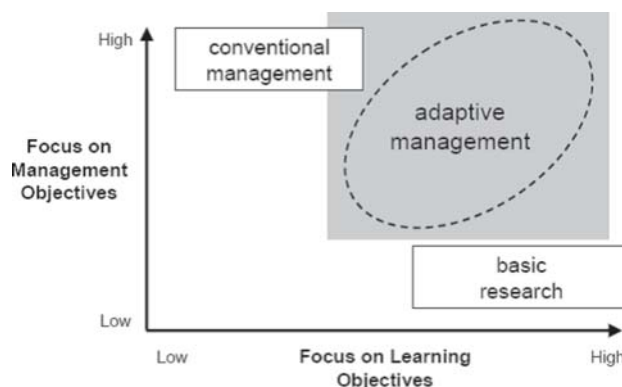 High
conventional
management
adaptive
management
Focus on
Management
Objectives
basic
research
Low
Low
Focus on Learning
Objectives
High